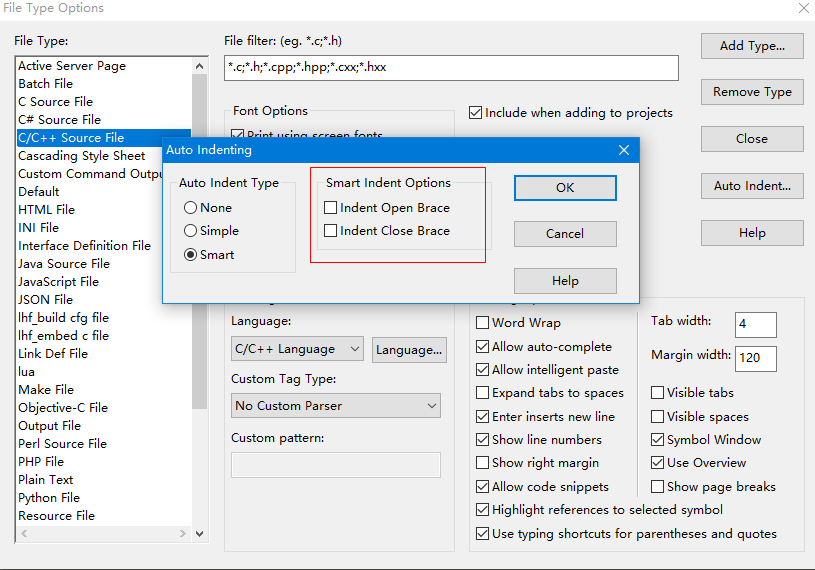 File Type Options
File Type:
Active Server Page
Batch File
C Source File
C# Source File
C/C++ Source File
Cascading Style Sheet
Custom Command Outpu
Default
HTML File
INI File
Interface Definition File
Java Source File
JavaScript File
JSON File
lhf_build cfg file
lhf_embed c file
Link Def File
lua
Make File
Objective-C File
Output File
Perl Source File
PHP File
Plain Text
Python File
Resource File
File filter: (eg. *.c;*.h)
*.c;*.h;*.cpp;*.hpp;*.cxx;*.hxx
Font Options
Print using screen fonts
Include when adding to projects
Add Type...
Remove Type
Close
Auto Indent...
Help
Auto Indenting
Auto Indent Type
None
Simple
Smart
Smart Indent Options
Indent Open Brace
Indent Close Brace
OK
Cancel
Help
Language:
C/C++ Language
Language...
Custom Tag Type:
No Custom Parser
Custom pattern:
Word Wrap
Allow auto-complete
Allow intelligent paste
Expand tabs to spaces
Enter inserts new line
Show line numbers
Show right margin
Allow code snippets
Highlight references to selected symbol
Use typing shortcuts for parentheses and quotes
Tab width:
4
Margin width:
120
Visible tabs
Visible spaces
Symbol Window
Use Overview
Show page breaks